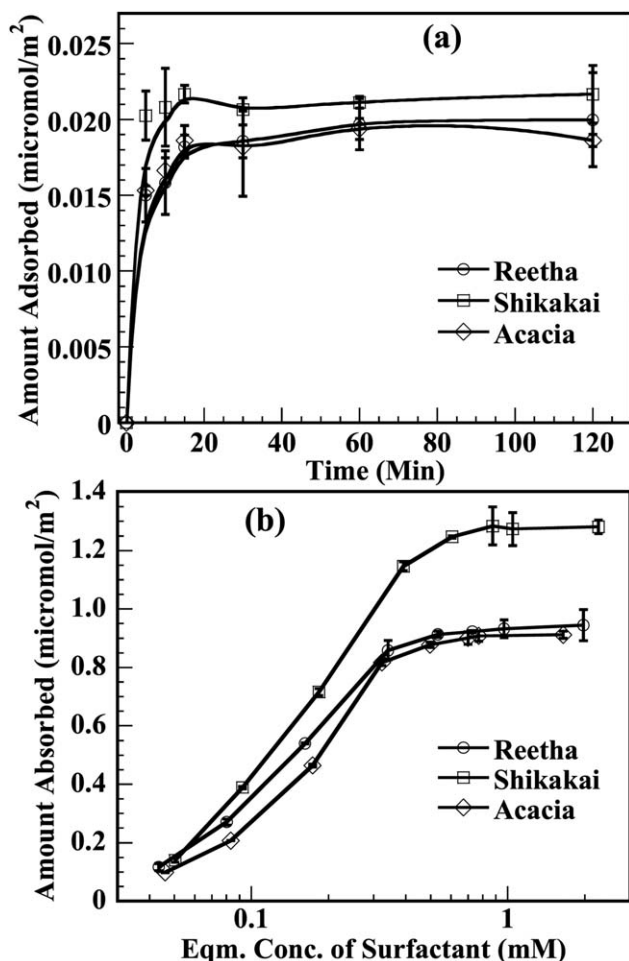 (a)
Amount Adsorbed (micromol/m²)
0.025
0.020
0.015
0.010
0.005
0
Reetha
Shikakai
Acacia
0 20 40 60 80 100 120
Time (Min)
(b)
Amount Absorbed (micromol/m²)
1.4
1.2
1.0
0.8
0.6
0.4
0.2
0
Reetha
Shikakai
Acacia
0.1 1
Eqm. Conc. of Surfactant (mM)